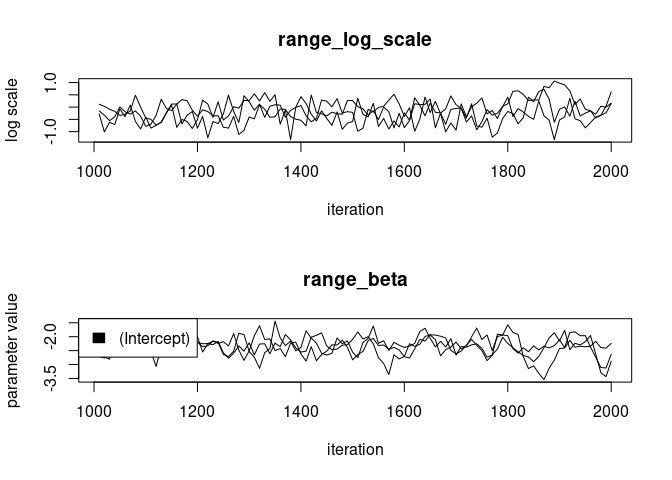 range_log_scale
log scale
1.0
-1.0
1000 1200 1400 1600 1800 2000
iteration
range_beta
parameter value
-2.0
-3.5
(Intercept)
1000 1200 1400 1600 1800 2000
iteration